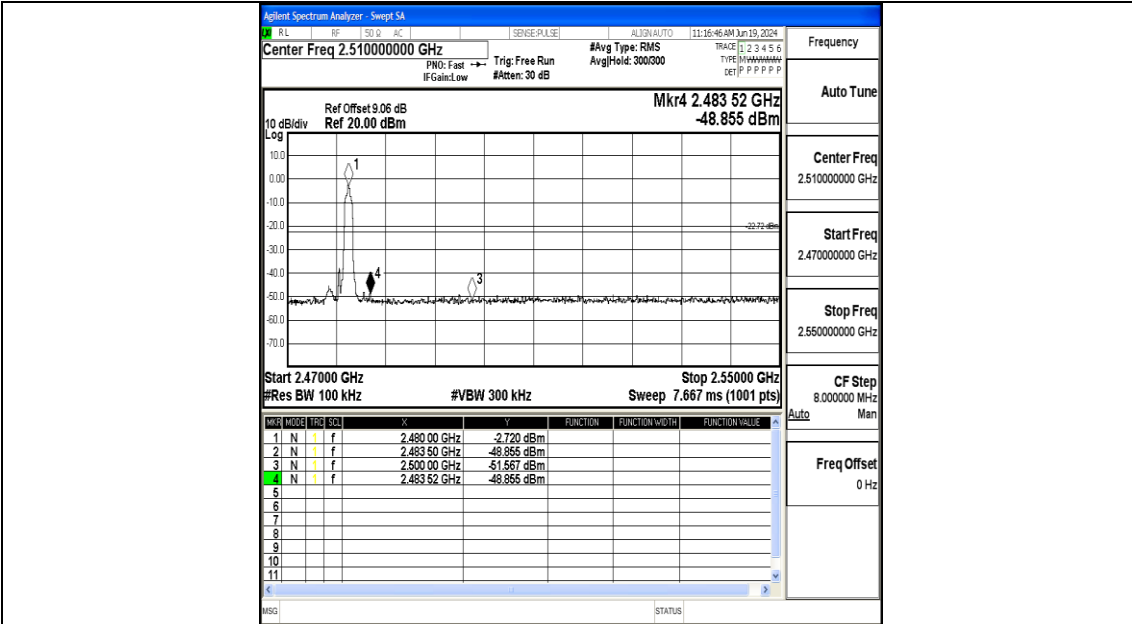 Agilent Spectrum Analyzer - Swept SA
RL RF 50 Ω AC SENSE:PULSE ALIGN AUTO 11:16:46 AM Jun 19, 2024
Center Freq 2.510000000 GHz
PNO: Fast
IFGain:Low
Trig: Free Run
#Atten: 30 dB
#Avg Type: RMS
Avg|Hold: 300/300
TRACE 1 2 3 4 5 6
TYPE MWWWWW
DET P P P P P P
Mkr4 2.483 52 GHz
-48.855 dBm
Ref Offset 9.06 dB
Ref 20.00 dBm
10 dB/div
Log
10.0
0.00
-10.0
-20.0
-30.0
-40.0
-50.0
-60.0
-70.0
1
4
3
-22.72 dBm
Start 2.47000 GHz Stop 2.55000 GHz
#Res BW 100 kHz #VBW 300 kHz Sweep 7.667 ms (1001 pts)
MKR MODE TRC SCL X Y FUNCTION FUNCTION WIDTH FUNCTION VALUE
1 N 1 f 2.480 00 GHz -2.720 dBm
2 N 1 f 2.483 50 GHz -48.855 dBm
3 N 1 f 2.500 00 GHz -51.567 dBm
4 N 1 f 2.483 52 GHz -48.855 dBm
5
6
7
8
9
10
11
MSG STATUS
Frequency
Auto Tune
Center Freq
2.510000000 GHz
Start Freq
2.470000000 GHz
Stop Freq
2.550000000 GHz
CF Step
8.000000 MHz
Auto Man
Freq Offset
0 Hz